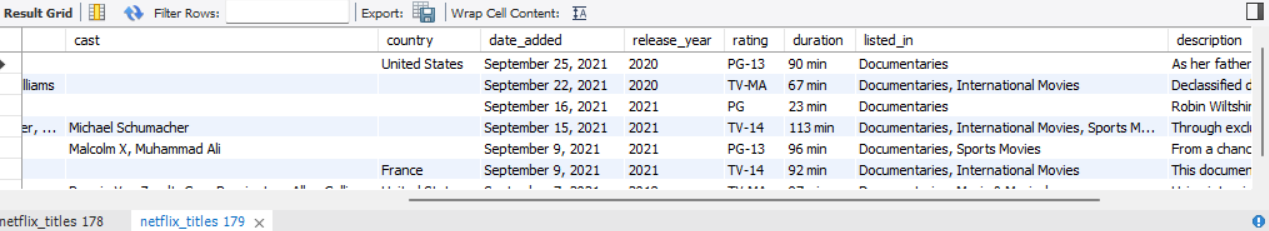 Result Grid Filter Rows: Export: Wrap Cell Content:
cast country date_added release_year rating duration listed_in description
United States September 25, 2021 2020 PG-13 90 min Documentaries As her father
lliams September 22, 2021 2020 TV-MA 67 min Documentaries, International Movies Declassified d
September 16, 2021 2021 PG 23 min Documentaries Robin Wiltshir
er, ... Michael Schumacher September 15, 2021 2021 TV-14 113 min Documentaries, International Movies, Sports M... Through exclu
Malcolm X, Muhammad Ali September 9, 2021 2021 PG-13 96 min Documentaries, Sports Movies From a chanc
France September 9, 2021 2021 TV-14 92 min Documentaries, International Movies This documen
netflix_titles 178 netflix_titles 179